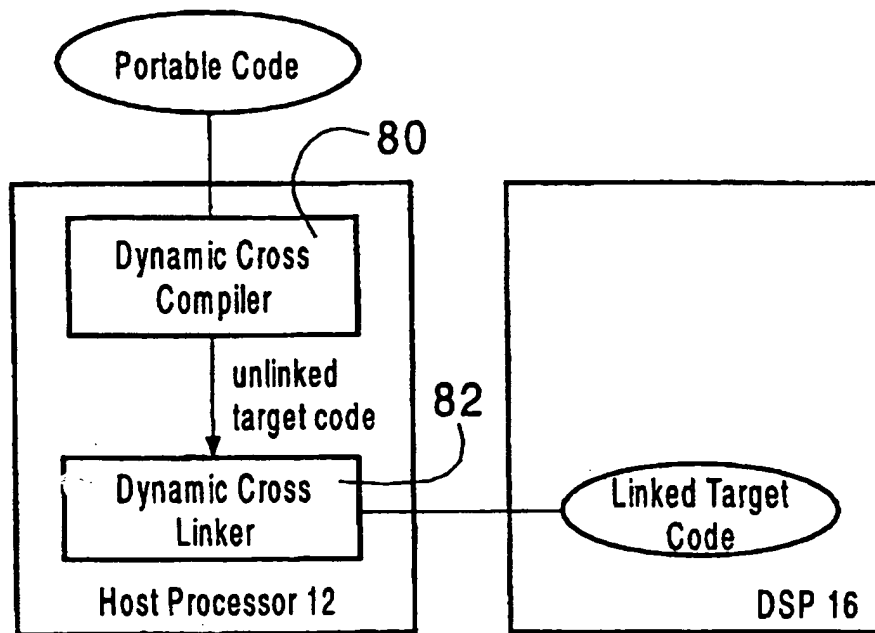 Portable Code
80
Dynamic Cross
Compiler
unlinked
target code
82
Dynamic Cross
Linker
Linked Target
Code
Host Processor 12
DSP 16